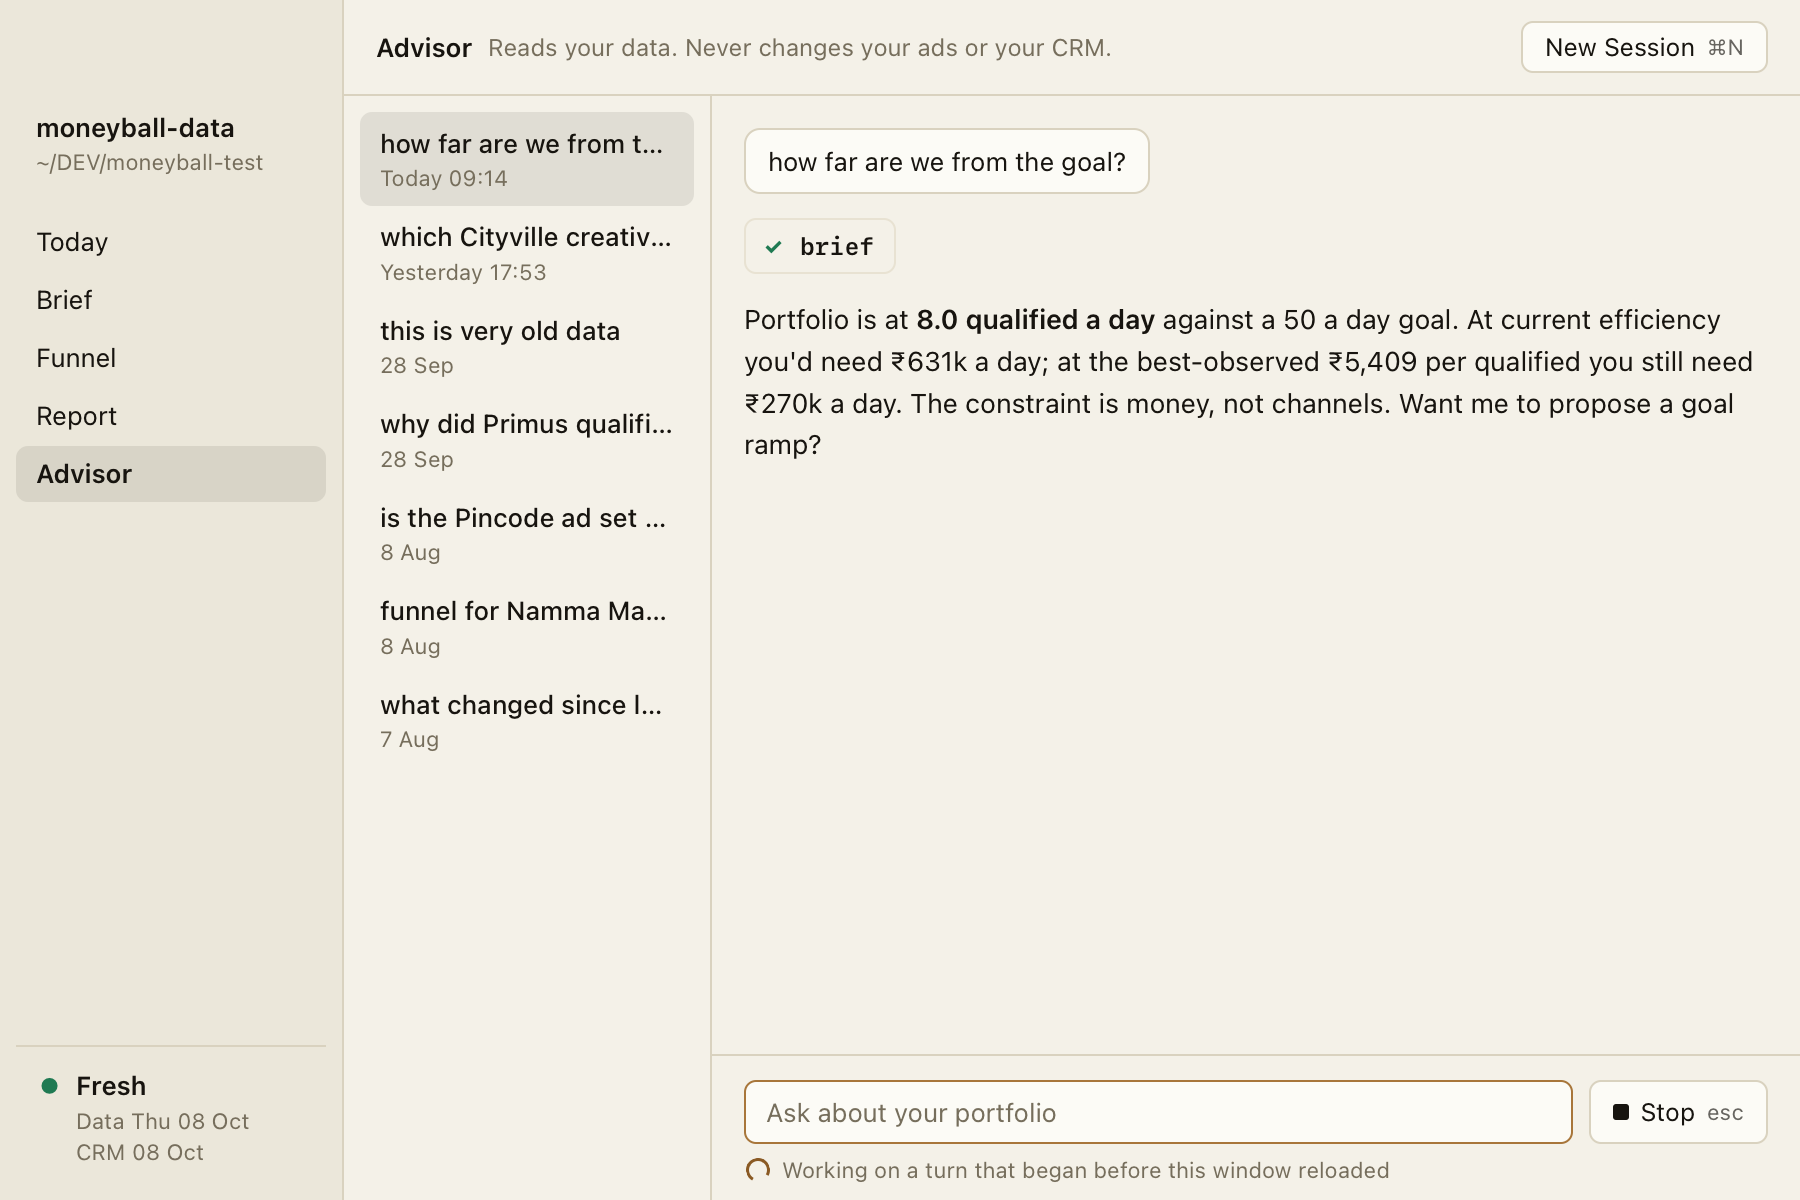 moneyball-data
~/DEV/moneyball-test
Today
Brief
Funnel
Report
Advisor
Fresh
Data Thu 08 Oct
CRM 08 Oct
Advisor Reads your data. Never changes your ads or your CRM.
New Session ⌘N
how far are we from t...
Today 09:14
which Cityville creativ...
Yesterday 17:53
this is very old data
28 Sep
why did Primus qualifi...
28 Sep
is the Pincode ad set ...
8 Aug
funnel for Namma Ma...
8 Aug
what changed since l...
7 Aug
how far are we from the goal?
✓ brief
Portfolio is at 8.0 qualified a day against a 50 a day goal. At current efficiency
you'd need ₹631k a day; at the best-observed ₹5,409 per qualified you still need
₹270k a day. The constraint is money, not channels. Want me to propose a goal
ramp?
Ask about your portfolio
Stop esc
Working on a turn that began before this window reloaded